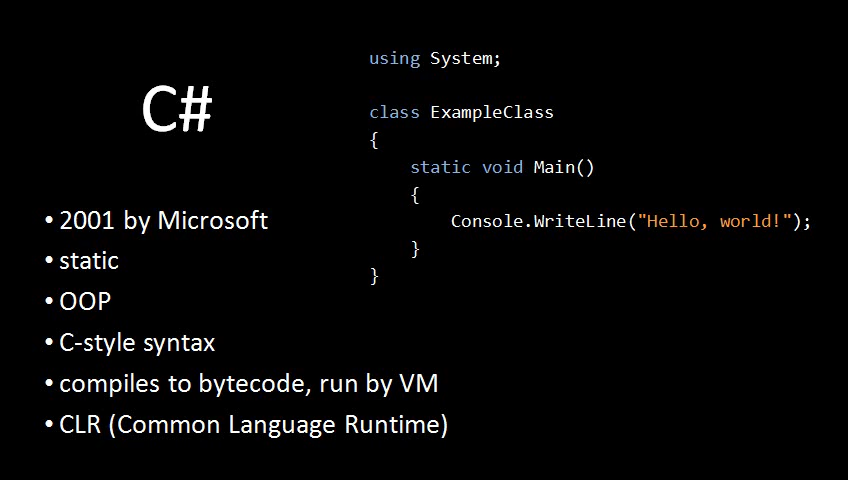 C#
• 2001 by Microsoft
• static
• OOP
• C-style syntax
• compiles to bytecode, run by VM
• CLR (Common Language Runtime)
using System;
class ExampleClass
{
    static void Main()
    {
        Console.WriteLine("Hello, world!");
    }
}